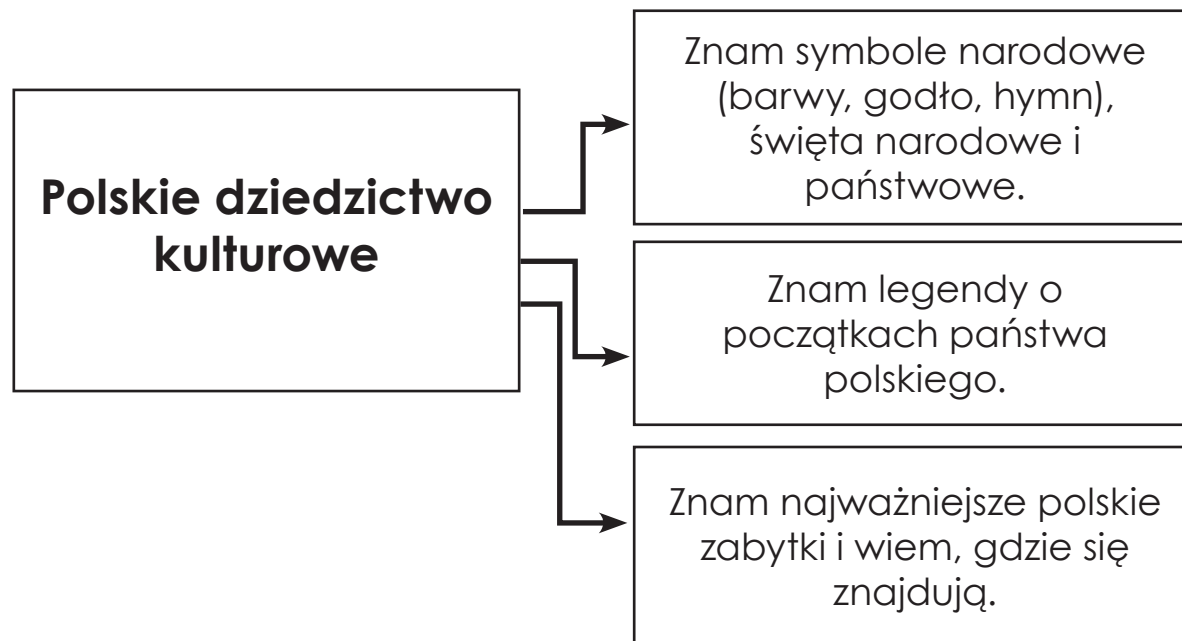 Polskie dziedzictwo
kulturowe
Znam symbole narodowe
(barwy, godło, hymn),
święta narodowe i
państwowe.
Znam legendy o
początkach państwa
polskiego.
Znam najważniejsze polskie
zabytki i wiem, gdzie się
znajdują.